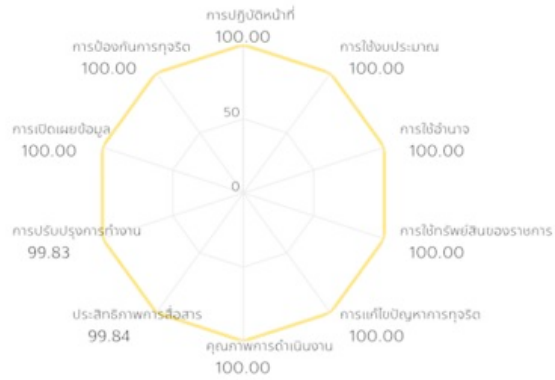 การปฏิบัติหน้าที่
100.00
การป้องกันการทุจริต
100.00
การใช้งบประมาณ
100.00
50
การเปิดเผยข้อมูล
100.00
การใช้อำนาจ
100.00
0
การปรับปรุงการทำงาน
99.83
การใช้ทรัพย์สินของราชการ
100.00
ประสิทธิภาพการสื่อสาร
99.84
การแก้ไขปัญหาการทุจริต
100.00
คุณภาพการดำเนินงาน
100.00